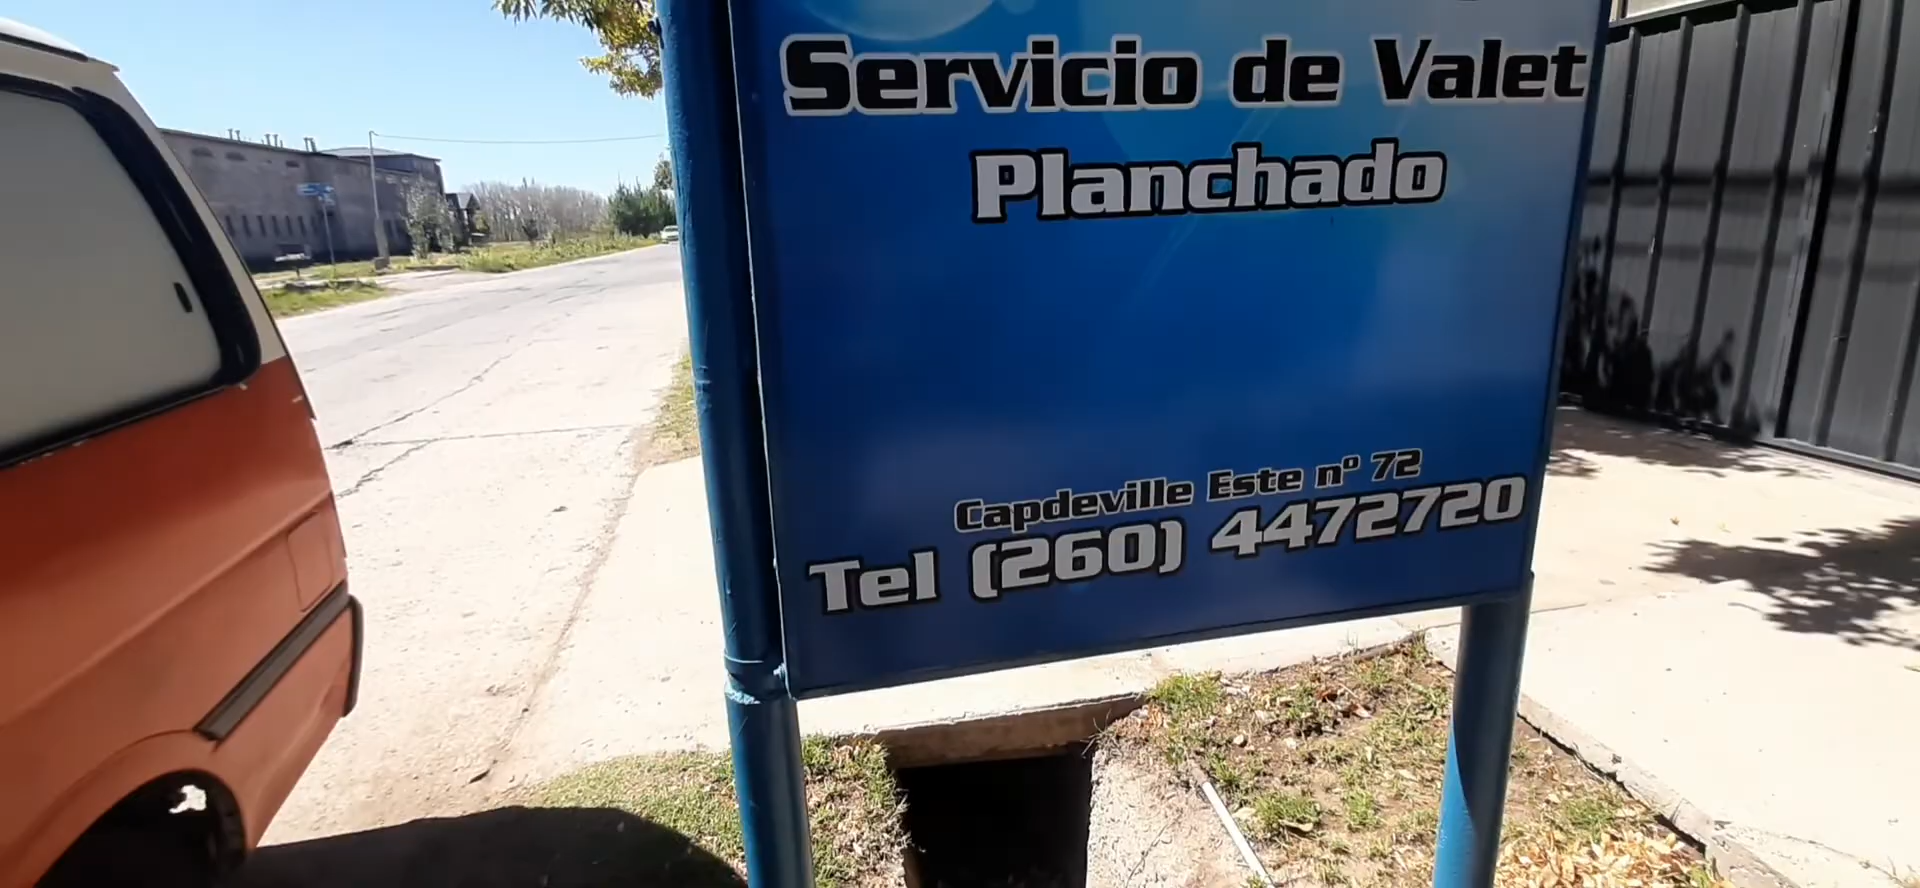 Servicio de Valet
Planchado
Capdeville Este nº 72
Tel (260) 4472720